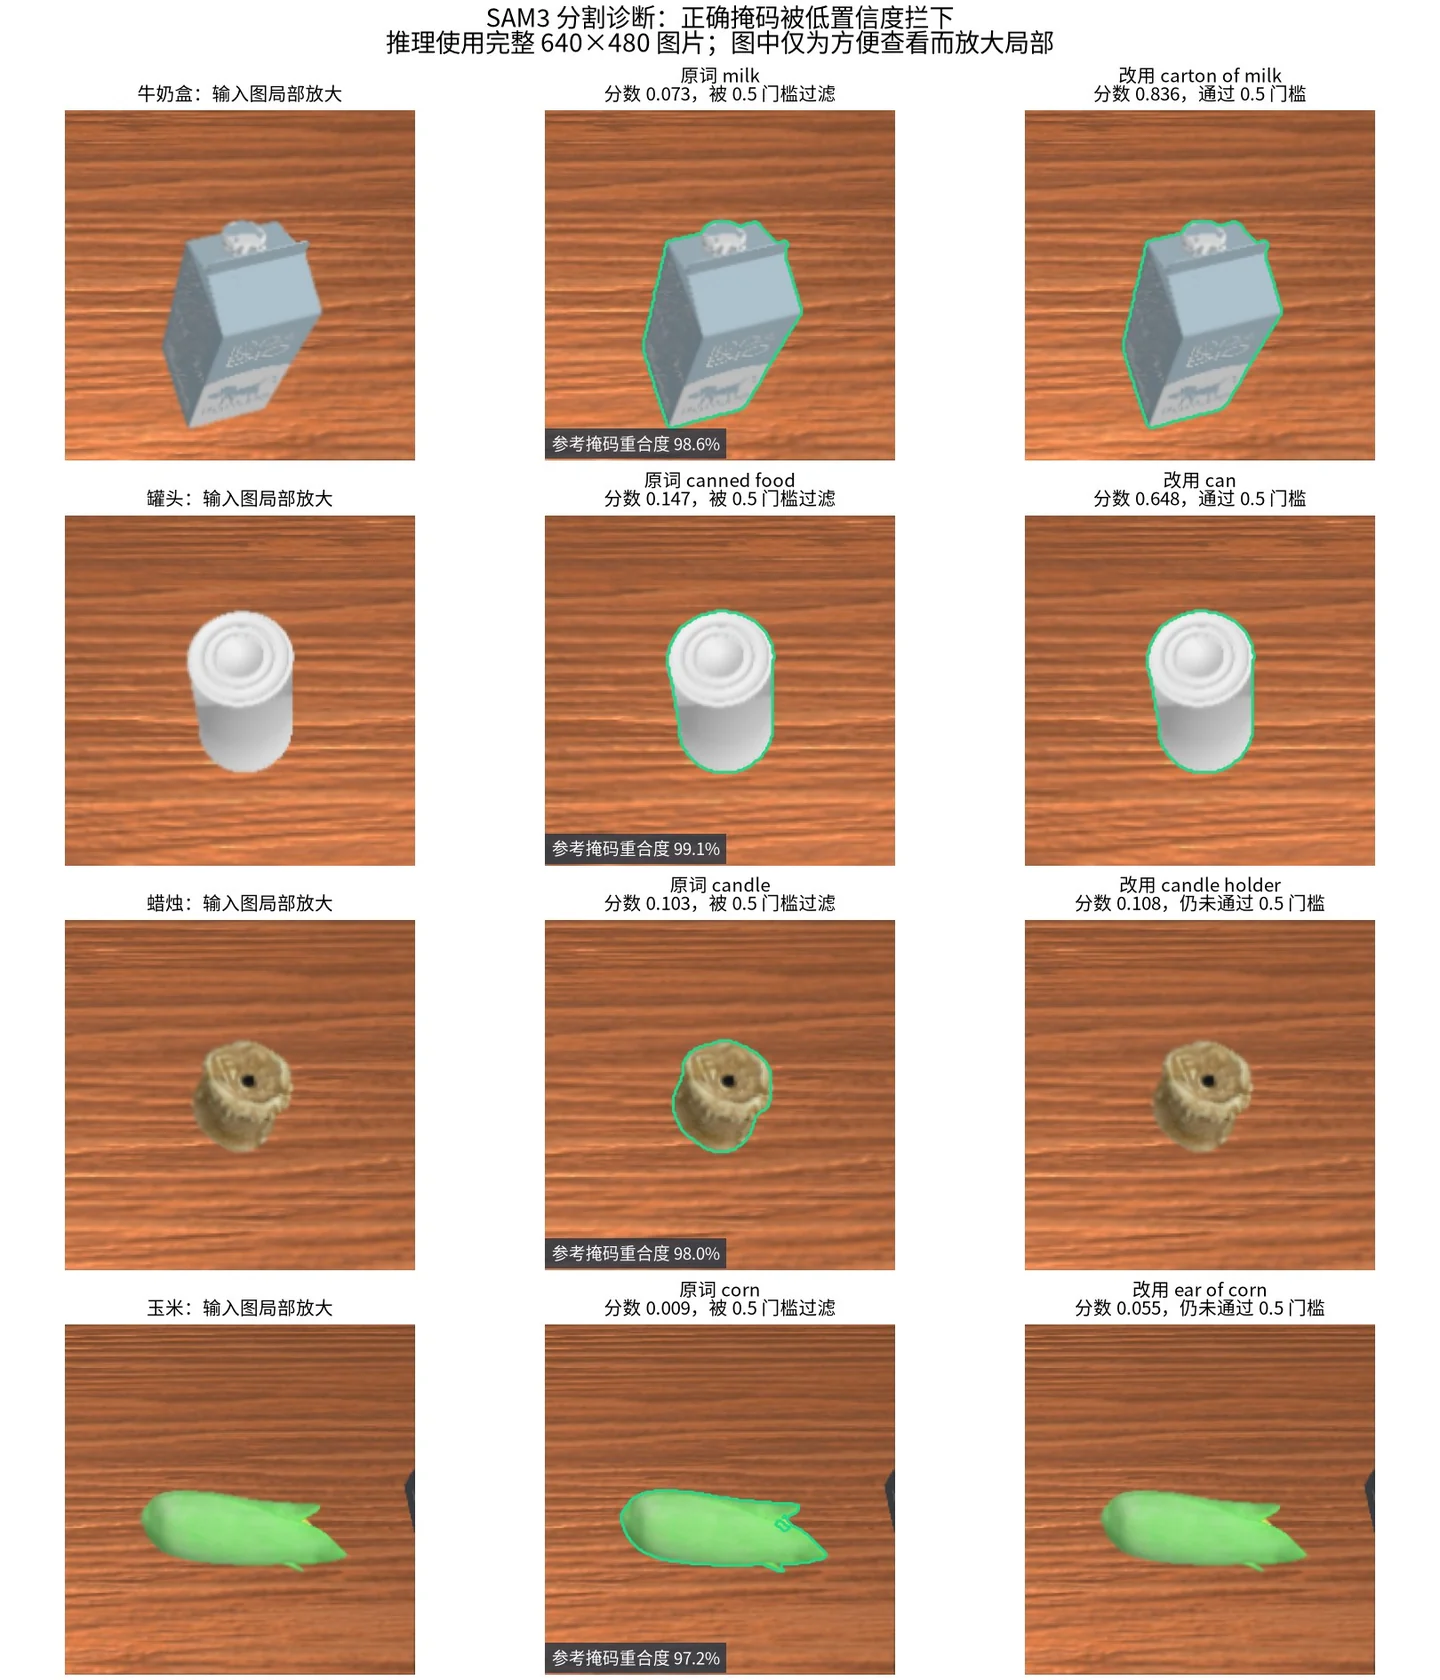 SAM3 分割诊断：正确掩码被低置信度拦下
推理使用完整 640×480 图片；图中仅为方便查看而放大局部
牛奶盒：输入图局部放大
原词 milk
分数 0.073，被 0.5 门槛过滤
改用 carton of milk
分数 0.836，通过 0.5 门槛
参考掩码重合度 98.6%
罐头：输入图局部放大
原词 canned food
分数 0.147，被 0.5 门槛过滤
改用 can
分数 0.648，通过 0.5 门槛
参考掩码重合度 99.1%
蜡烛：输入图局部放大
原词 candle
分数 0.103，被 0.5 门槛过滤
改用 candle holder
分数 0.108，仍未通过 0.5 门槛
参考掩码重合度 98.0%
玉米：输入图局部放大
原词 corn
分数 0.009，被 0.5 门槛过滤
改用 ear of corn
分数 0.055，仍未通过 0.5 门槛
参考掩码重合度 97.2%